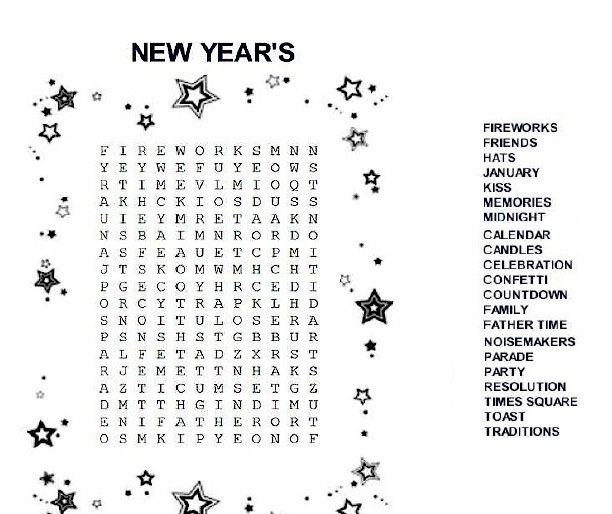 NEW YEAR'S
F I R E W O R K S M N N
Y E Y W E F U Y E O W S
R T I M E V L M I O Q T
A K H C K I O S D U S S
U I E Y M R E T A A K N
N S B A I M N R O R D O
A S F E A U E T C P M I
J T S K O M W M H C H T
P G E C O Y H R C E D I
O R C Y T R A P K L H D
S N O I T U L O S E R A
P S N S H S T G B B U R
A L F E T A D Z X R S T
R J E M E T T N H A K S
A Z T I C U M S E T G Z
D M T T H G I N D I M U
E N I F A T H E R O R T
O S M K I P Y E O N O F
FIREWORKS
FRIENDS
HATS
JANUARY
KISS
MEMORIES
MIDNIGHT
CALENDAR
CANDLES
CELEBRATION
CONFETTI
COUNTDOWN
FAMILY
FATHER TIME
NOISEMAKERS
PARADE
PARTY
RESOLUTION
TIMES SQUARE
TOAST
TRADITIONS